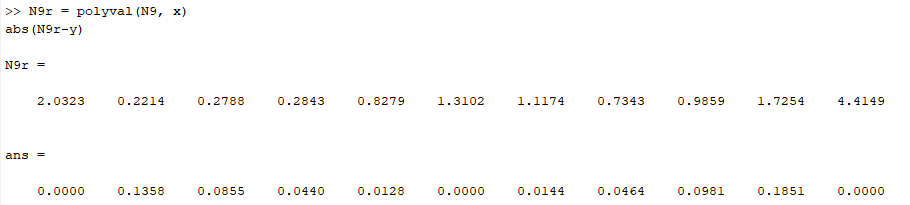 >> N9r = polyval(N9, x)
abs(N9r-y)
N9r =
2.0323 0.2214 0.2788 0.2843 0.8279 1.3102 1.1174 0.7343 0.9859 1.7254 4.4149
ans =
0.0000 0.1358 0.0855 0.0440 0.0128 0.0000 0.0144 0.0464 0.0981 0.1851 0.0000